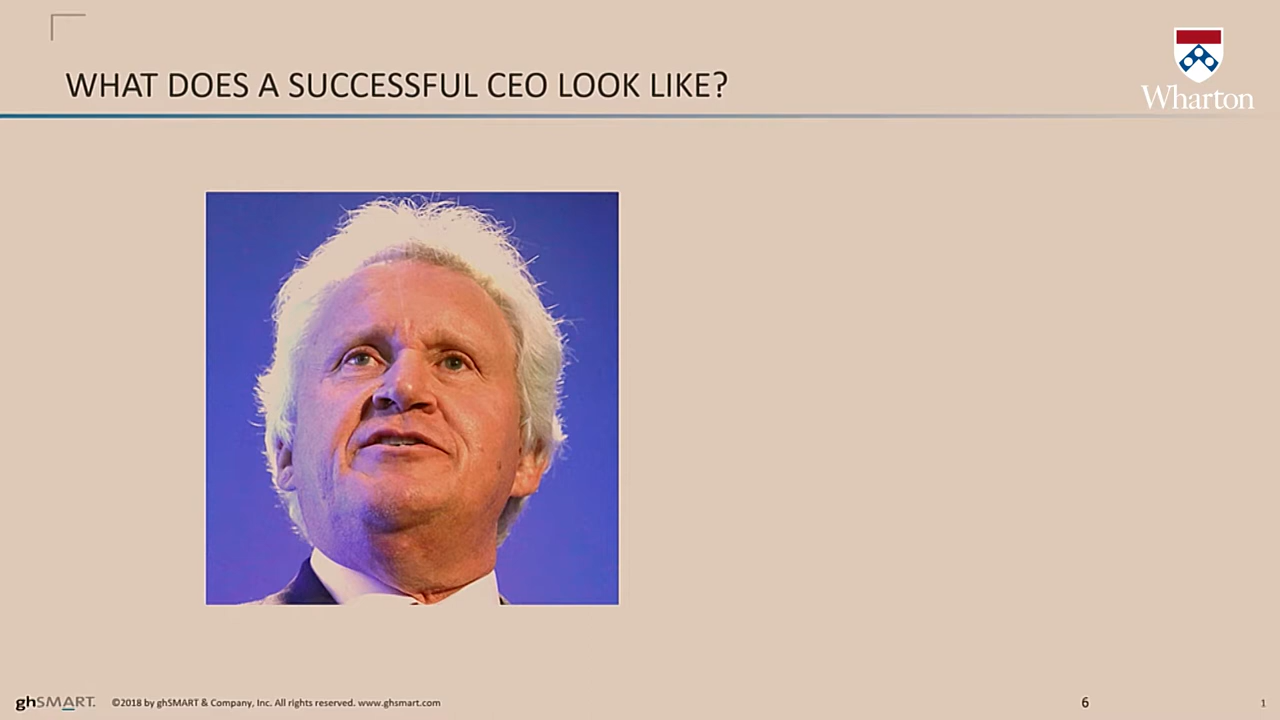 WHAT DOES A SUCCESSFUL CEO LOOK LIKE?
Wharton
ghSMART.
©2018 by ghSMART & Company, Inc. All rights reserved. www.ghsmart.com
6
1